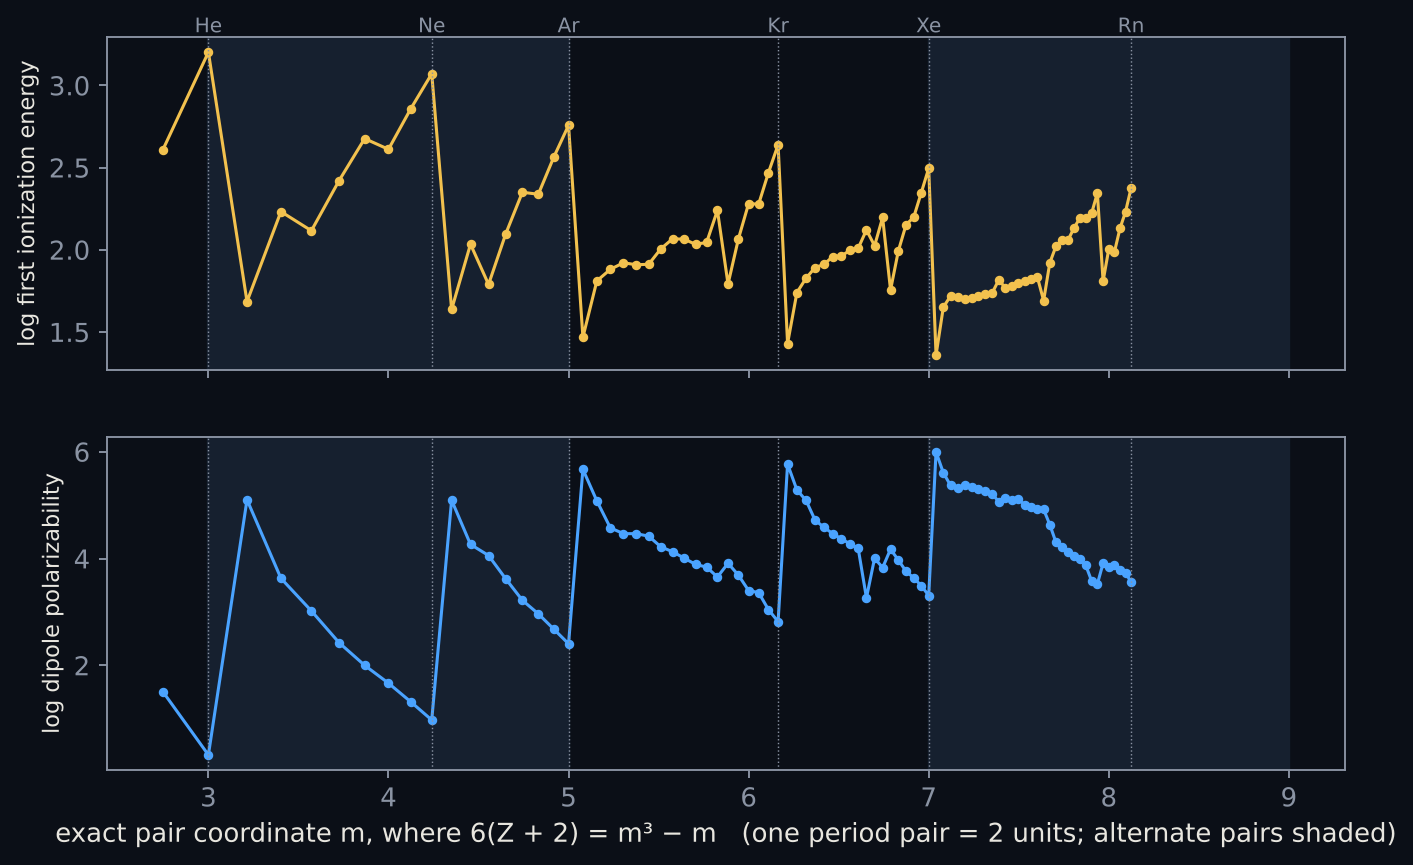 He Ne Ar Kr Xe Rn
log first ionization energy
3.0
2.5
2.0
1.5
log dipole polarizability
6
4
2
3 4 5 6 7 8 9
exact pair coordinate m, where 6(Z + 2) = m³ − m (one period pair = 2 units; alternate pairs shaded)